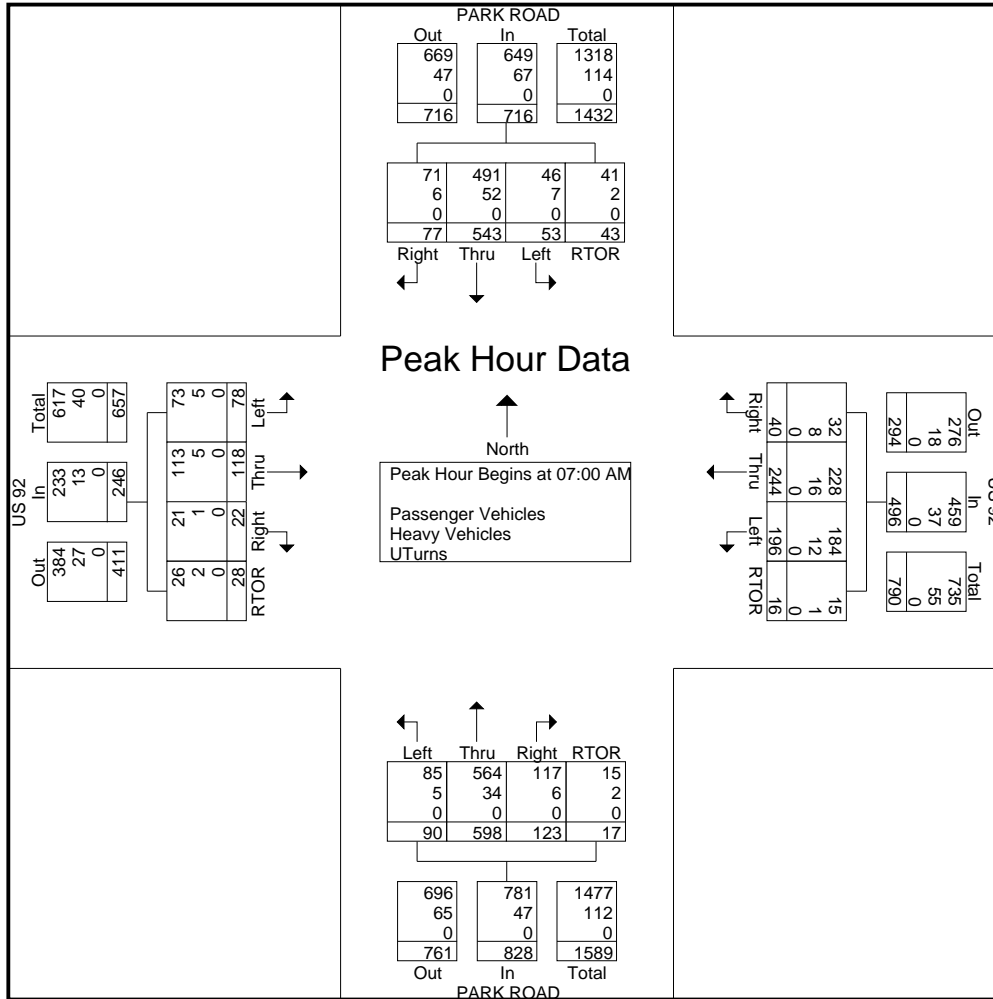 PARK ROAD
Out In Total
669 649 1318
47 67 114
0 0 0
716 716 1432
71 491 46 41
6 52 7 2
0 0 0 0
77 543 53 43
Right Thru Left RTOR
Peak Hour Data
North
Peak Hour Begins at 07:00 AM
Passenger Vehicles
Heavy Vehicles
UTurns
US 92
Total
617 40 0 657
In
233 13 0 246
Out
384 27 0 411
73 5 0 78 Left
113 5 0 118 Thru
21 1 0 22 Right
26 2 0 28 RTOR
Right 40 0 8 32
Thru 244 0 16 228
Left 196 0 12 184
RTOR 16 0 1 15
Out
276 18 0 294
In
459 37 0 496
Total
735 55 0 790
Left Thru Right RTOR
85 564 117 15
5 34 6 2
0 0 0 0
90 598 123 17
696 781 1477
65 47 112
0 0 0
761 828 1589
Out In Total
PARK ROAD